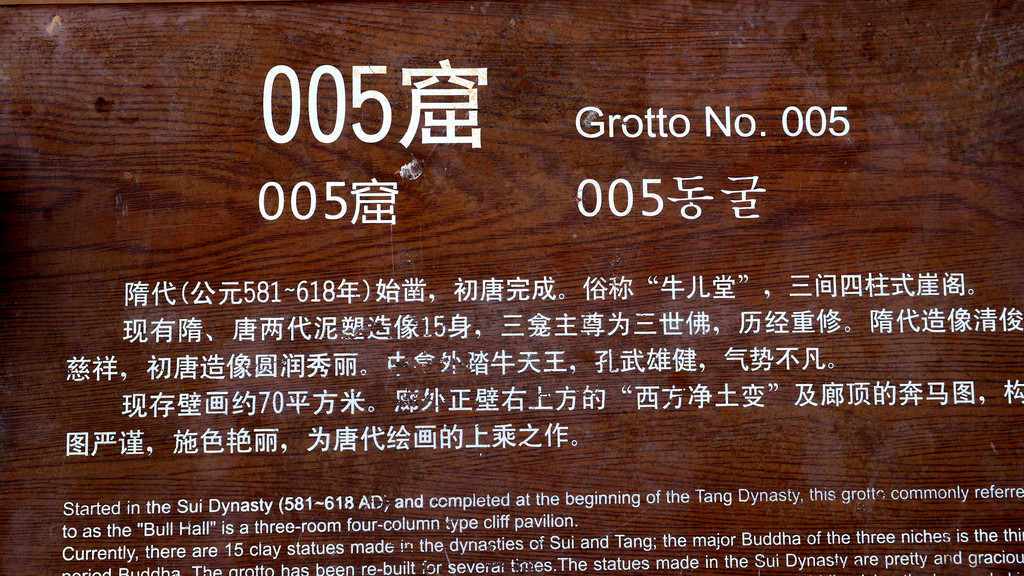 005窟
Grotto No. 005
005窟
005동굴
隋代(公元581~618年)始凿，初唐完成。俗称“牛儿堂”，三间四柱式崖阁。
现有隋、唐两代泥塑造像15身，三龛主尊为三世佛，历经重修。隋代造像清俊
慈祥，初唐造像圆润秀丽。外踏牛天王，孔武雄健，气势不凡。
现存壁画约70平方米。廊外正壁右上方的“西方净土变”及廊顶的奔马图，构
图严谨，施色艳丽，为唐代绘画的上乘之作。
Started in the Sui Dynasty (581~618 AD) and completed at the beginning of the Tang Dynasty, this grotto commonly referre
to as the "Bull Hall" is a three-room four-column type cliff pavilion.
Currently, there are 15 clay statues made in the dynasties of Sui and Tang; the major Buddha of the three niches is the thi
period Buddha. The grotto has been re-built for several times.The statues made in the Sui Dynasty are pretty and graciou